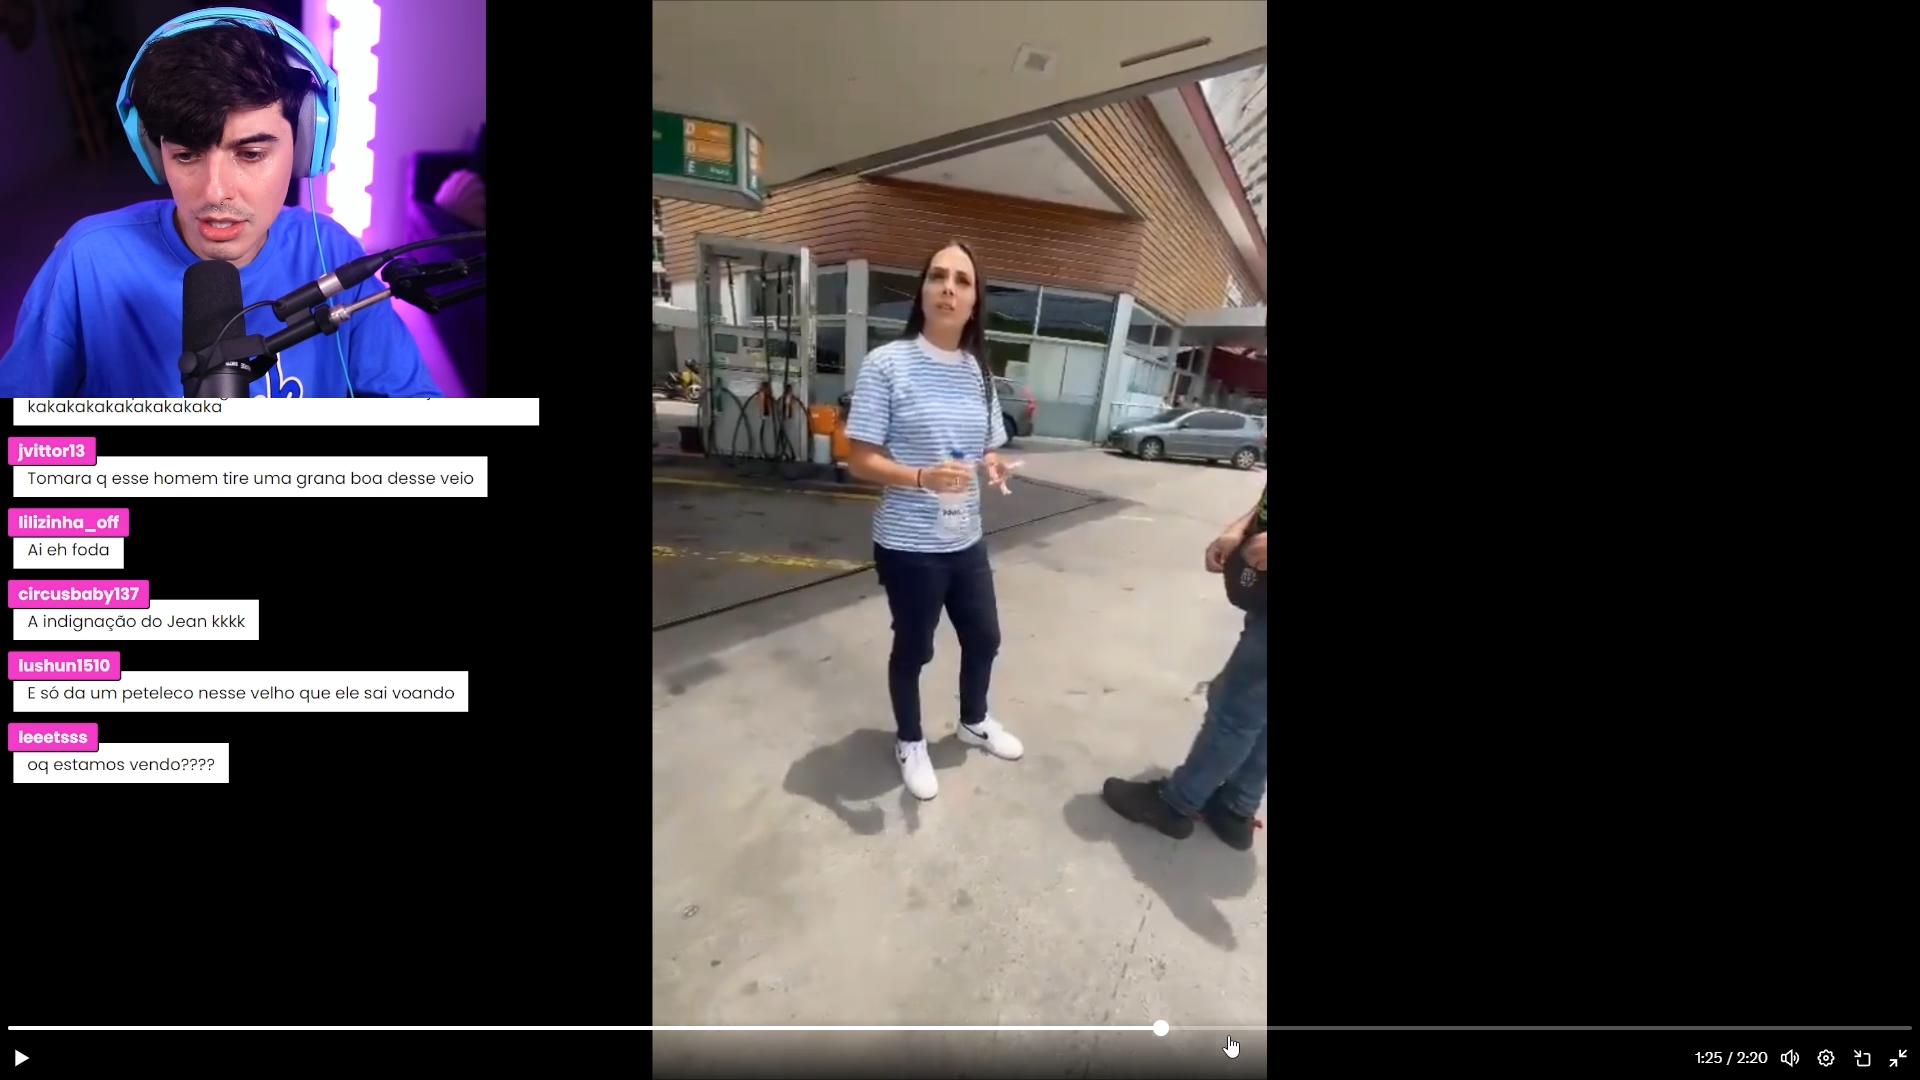 kakakakakakakakaka
jvittor13
Tomara q esse homem tire uma grana boa desse veio
lilizinha_off
Ai eh foda
circusbaby137
A indignação do Jean kkkk
lushun1510
E só da um peteleco nesse velho que ele sai voando
leeetsss
oq estamos vendo????
D
D
E
1:25 / 2:20